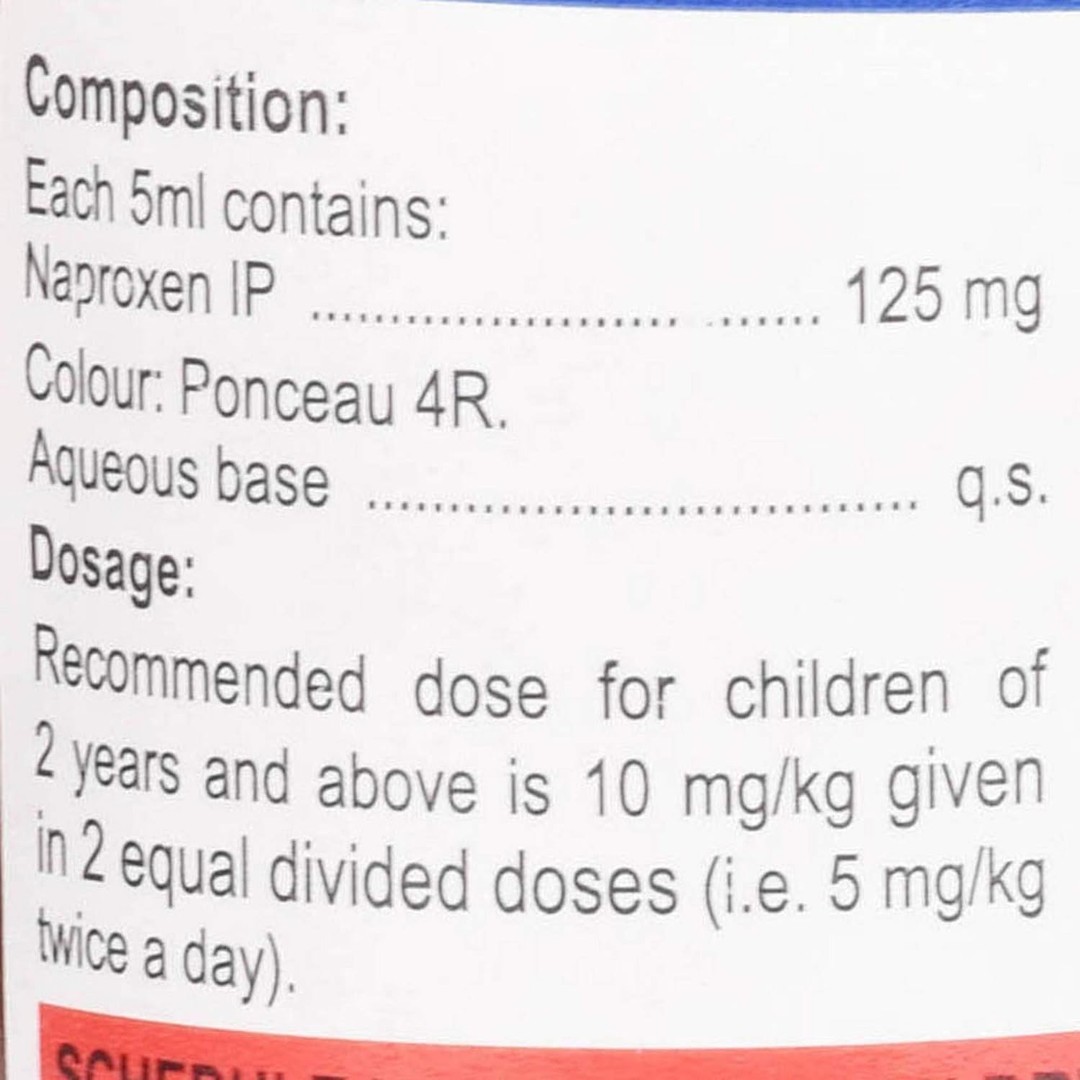 Composition:
Each 5ml contains:
Naproxen IP ............................ 125 mg
Colour: Ponceau 4R.
Aqueous base ................................ q.s.
Dosage:
Recommended dose for children of
2 years and above is 10 mg/kg given
in 2 equal divided doses (i.e. 5 mg/kg
twice a day).